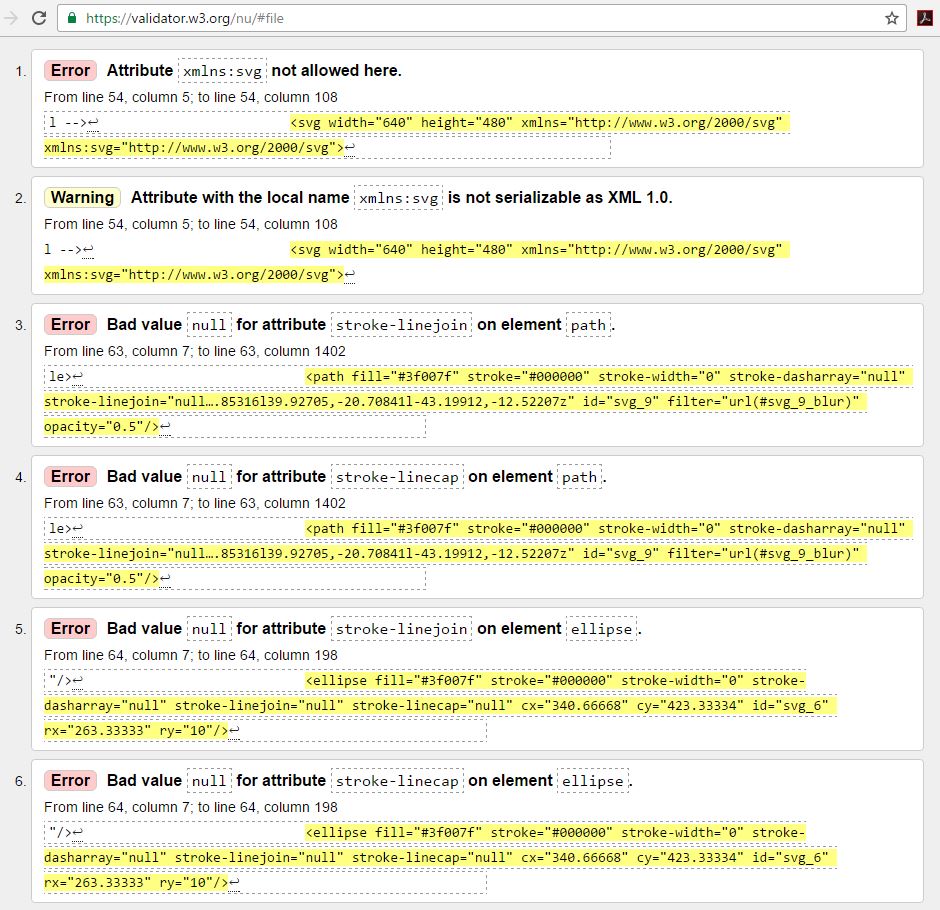 https://validator.w3.org/nu/#file
1. Error Attribute xmlns:svg not allowed here.
From line 54, column 5; to line 54, column 108
l -->↩ <svg width="640" height="480" xmlns="http://www.w3.org/2000/svg"
xmlns:svg="http://www.w3.org/2000/svg">↩
2. Warning Attribute with the local name xmlns:svg is not serializable as XML 1.0.
From line 54, column 5; to line 54, column 108
l -->↩ <svg width="640" height="480" xmlns="http://www.w3.org/2000/svg"
xmlns:svg="http://www.w3.org/2000/svg">↩
3. Error Bad value null for attribute stroke-linejoin on element path.
From line 63, column 7; to line 63, column 1402
le>↩ <path fill="#3f007f" stroke="#000000" stroke-width="0" stroke-dasharray="null"
stroke-linejoin="null….85316l39.92705,-20.70841l-43.19912,-12.52207z" id="svg_9" filter="url(#svg_9_blur)"
opacity="0.5"/>↩
4. Error Bad value null for attribute stroke-linecap on element path.
From line 63, column 7; to line 63, column 1402
le>↩ <path fill="#3f007f" stroke="#000000" stroke-width="0" stroke-dasharray="null"
stroke-linejoin="null….85316l39.92705,-20.70841l-43.19912,-12.52207z" id="svg_9" filter="url(#svg_9_blur)"
opacity="0.5"/>↩
5. Error Bad value null for attribute stroke-linejoin on element ellipse.
From line 64, column 7; to line 64, column 198
"/>↩ <ellipse fill="#3f007f" stroke="#000000" stroke-width="0" stroke-
dasharray="null" stroke-linejoin="null" stroke-linecap="null" cx="340.66668" cy="423.33334" id="svg_6"
rx="263.33333" ry="10"/>↩
6. Error Bad value null for attribute stroke-linecap on element ellipse.
From line 64, column 7; to line 64, column 198
"/>↩ <ellipse fill="#3f007f" stroke="#000000" stroke-width="0" stroke-
dasharray="null" stroke-linejoin="null" stroke-linecap="null" cx="340.66668" cy="423.33334" id="svg_6"
rx="263.33333" ry="10"/>↩